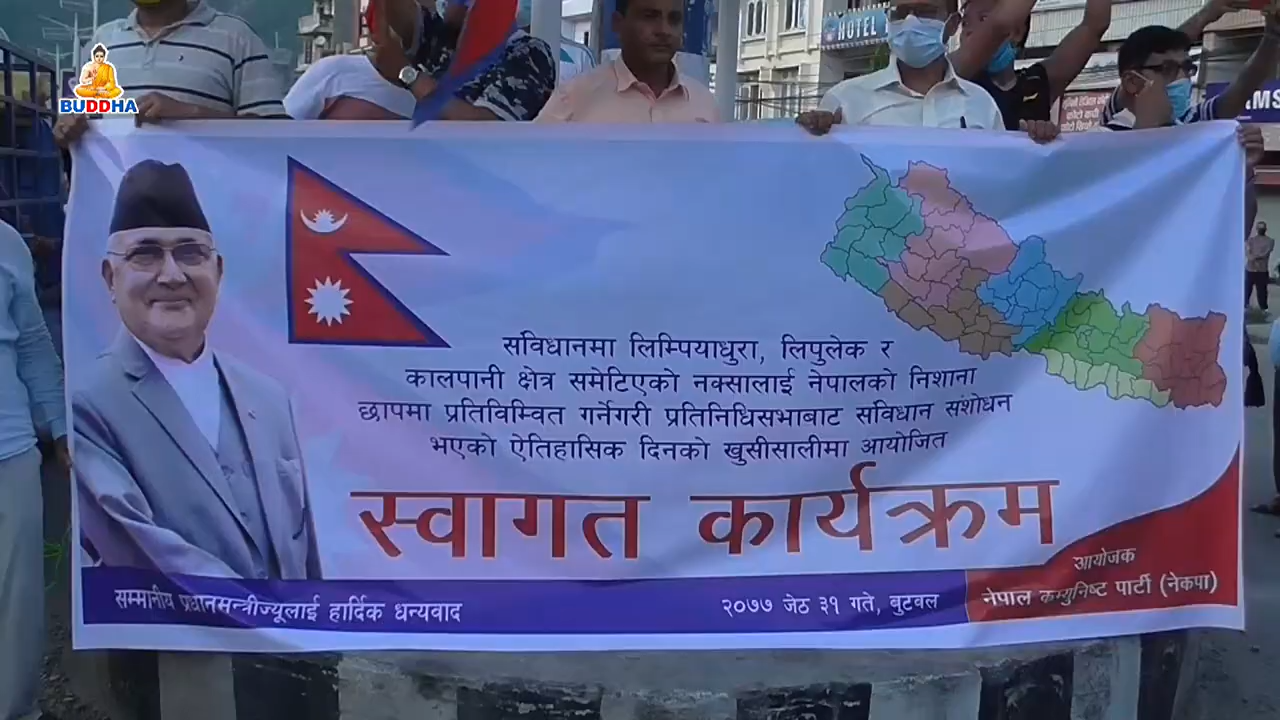 BUDDHA
HOTEL
संविधानमा लिम्पियाधुरा, लिपुलेक र
कालपानी क्षेत्र समेटिएको नक्सालाई नेपालको निशाना
छापमा प्रतिविम्वित गर्नेगरी प्रतिनिधिसभाबाट संविधान संशोधन
भएको ऐतिहासिक दिनको खुसीसालीमा आयोजित
स्वागत कार्यक्रम
आयोजक
नेपाल कम्युनिष्ट पार्टी (नेकपा)
सम्मानीय प्रधानमन्त्रीज्यूलाई हार्दिक धन्यवाद
२०७७ जेठ ३१ गते, बुटवल